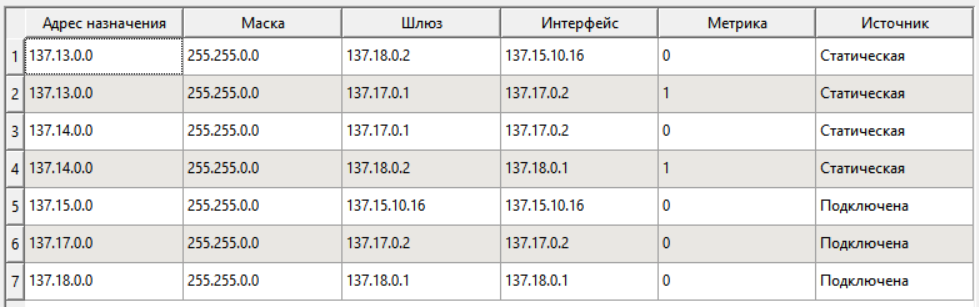 Адрес назначения Маска Шлюз Интерфейс Метрика Источник
1 137.13.0.0 255.255.0.0 137.18.0.2 137.15.10.16 0 Статическая
2 137.13.0.0 255.255.0.0 137.17.0.1 137.17.0.2 1 Статическая
3 137.14.0.0 255.255.0.0 137.17.0.1 137.17.0.2 0 Статическая
4 137.14.0.0 255.255.0.0 137.18.0.2 137.18.0.1 1 Статическая
5 137.15.0.0 255.255.0.0 137.15.10.16 137.15.10.16 0 Подключена
6 137.17.0.0 255.255.0.0 137.17.0.2 137.17.0.2 0 Подключена
7 137.18.0.0 255.255.0.0 137.18.0.1 137.18.0.1 0 Подключена